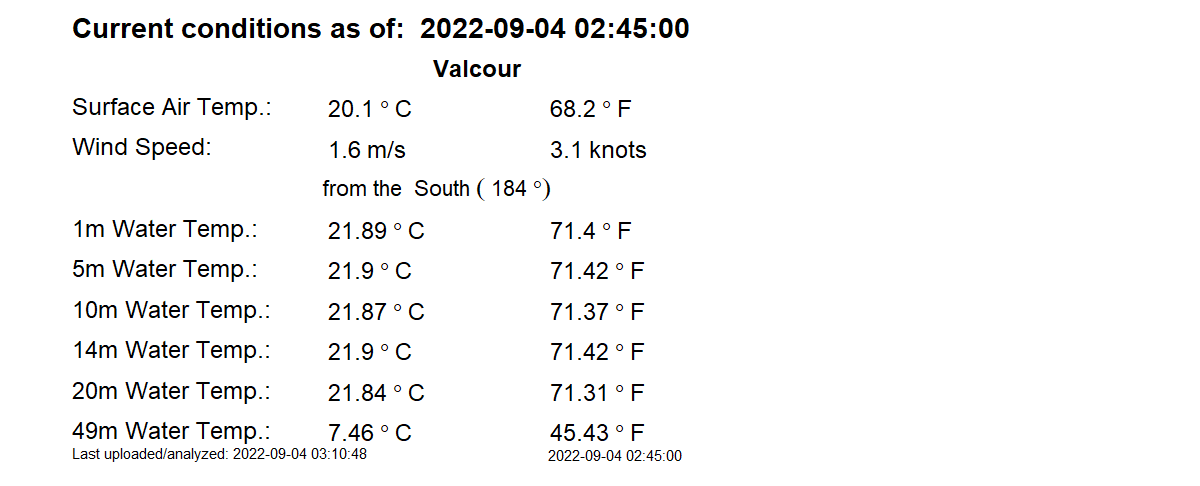 Current conditions as of:  2022-09-04 02:45:00
Valcour
Surface Air Temp.: 20.1 ° C 68.2 ° F
Wind Speed: 1.6 m/s 3.1 knots
from the  South ( 184 °)
1m Water Temp.: 21.89 ° C 71.4 ° F
5m Water Temp.: 21.9 ° C 71.42 ° F
10m Water Temp.: 21.87 ° C 71.37 ° F
14m Water Temp.: 21.9 ° C 71.42 ° F
20m Water Temp.: 21.84 ° C 71.31 ° F
49m Water Temp.: 7.46 ° C 45.43 ° F
Last uploaded/analyzed: 2022-09-04 03:10:48 2022-09-04 02:45:00